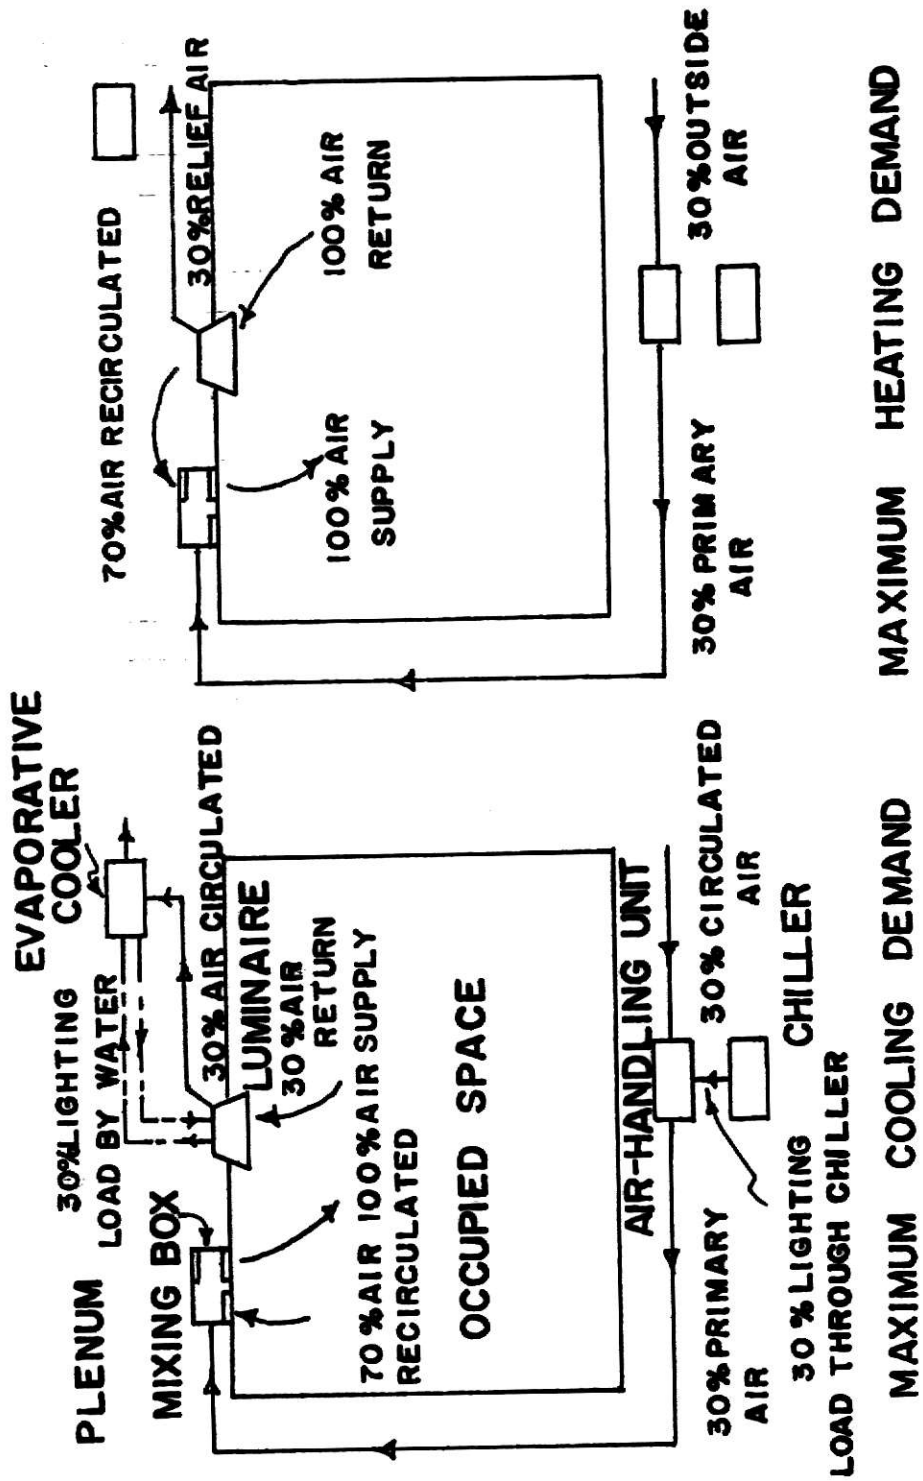 PLENUM
EVAPORATIVE
COOLER
30%LIGHTING
LOAD BY WATER
MIXING BOX
30% AIR CIRCULATED
LUMINAIRE
30%AIR
RETURN
70%AIR 100%AIR SUPPLY
RECIRCULATED
OCCUPIED SPACE
AIR-HANDLING UNIT
30%PRIMARY
AIR
30% CIRCULATED
AIR
30% LIGHTING
LOAD THROUGH CHILLER
CHILLER
MAXIMUM COOLING DEMAND
70%AIR RECIRCULATED
30%RELIEF AIR
100% AIR
SUPPLY
100% AIR
RETURN
30% PRIMARY
AIR
30%OUTSIDE
AIR
MAXIMUM HEATING DEMAND